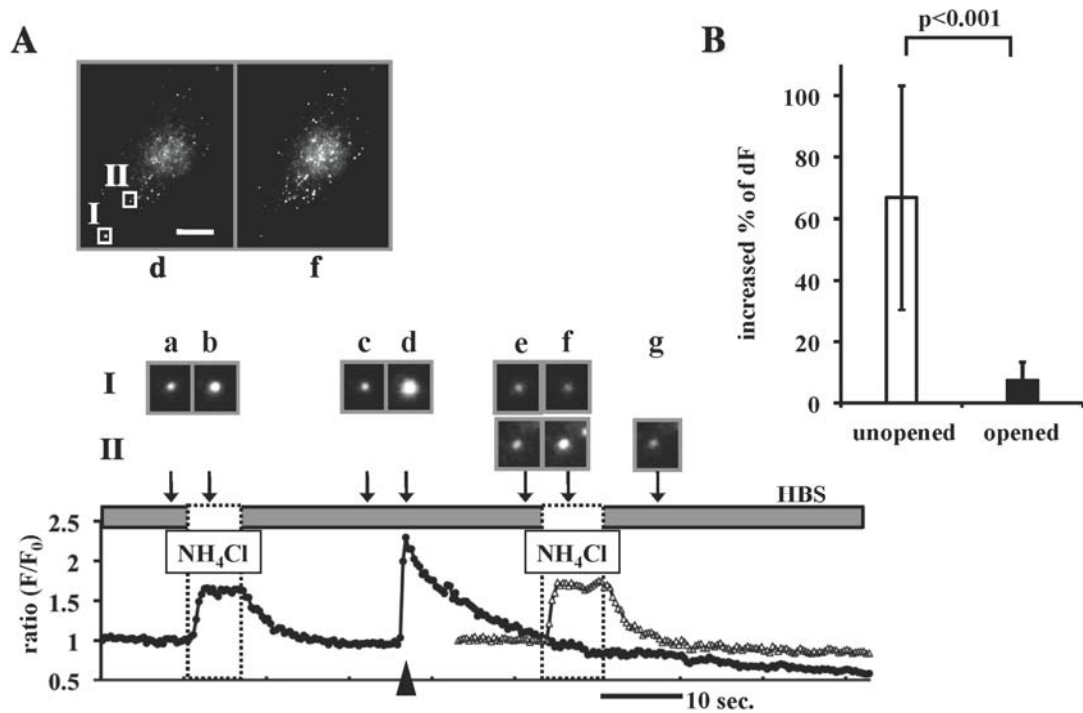 A
II
I
d
f
B
p<0.001
increased % of dF
100
80
60
40
20
0
unopened
opened
a b c d e f g
I
II
HBS
ratio (F/F₀)
2.5
2
1.5
1
0.5
NH₄Cl
NH₄Cl
10 sec.